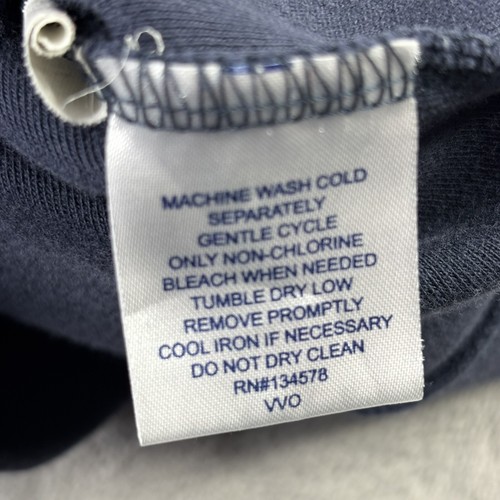 MACHINE WASH COLD
SEPARATELY
GENTLE CYCLE
ONLY NON-CHLORINE
BLEACH WHEN NEEDED
TUMBLE DRY LOW
REMOVE PROMPTLY
COOL IRON IF NECESSARY
DO NOT DRY CLEAN
RN#134578
VVO